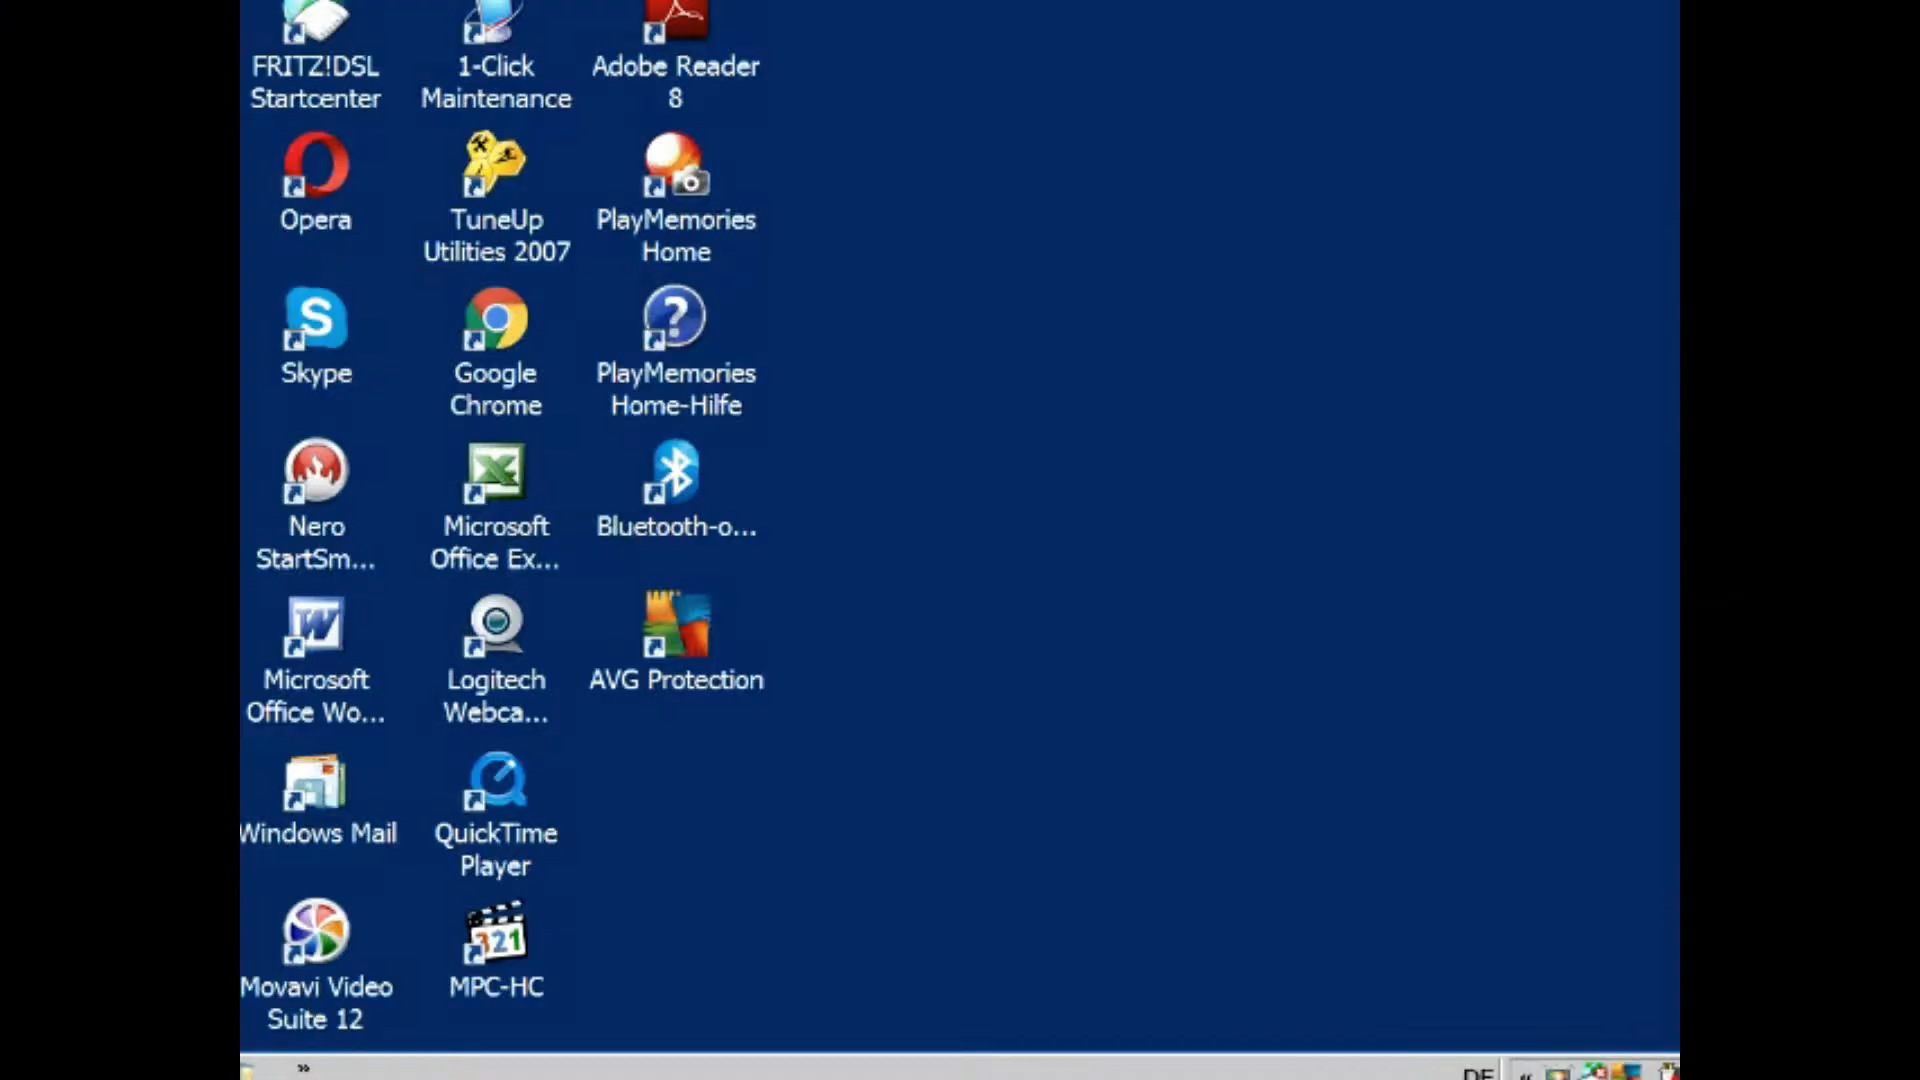 FRITZ!DSL
Startcenter
1-Click
Maintenance
Adobe Reader
8
Opera
TuneUp
Utilities 2007
PlayMemories
Home
Skype
Google
Chrome
PlayMemories
Home-Hilfe
Nero
StartSm...
Microsoft
Office Ex...
Bluetooth-o...
Microsoft
Office Wo...
Logitech
Webca...
AVG Protection
Windows Mail
QuickTime
Player
Movavi Video
Suite 12
321
MPC-HC
»
DE
«